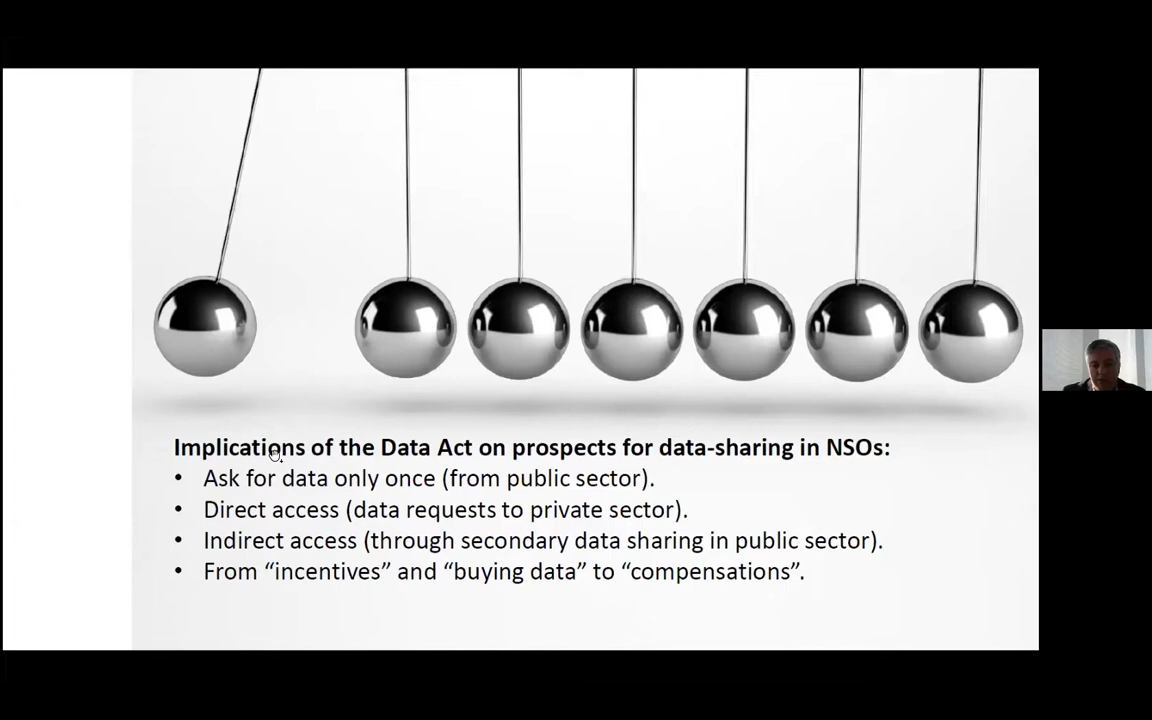 Implications of the Data Act on prospects for data-sharing in NSOs:
• Ask for data only once (from public sector).
• Direct access (data requests to private sector).
• Indirect access (through secondary data sharing in public sector).
• From “incentives” and “buying data” to “compensations”.